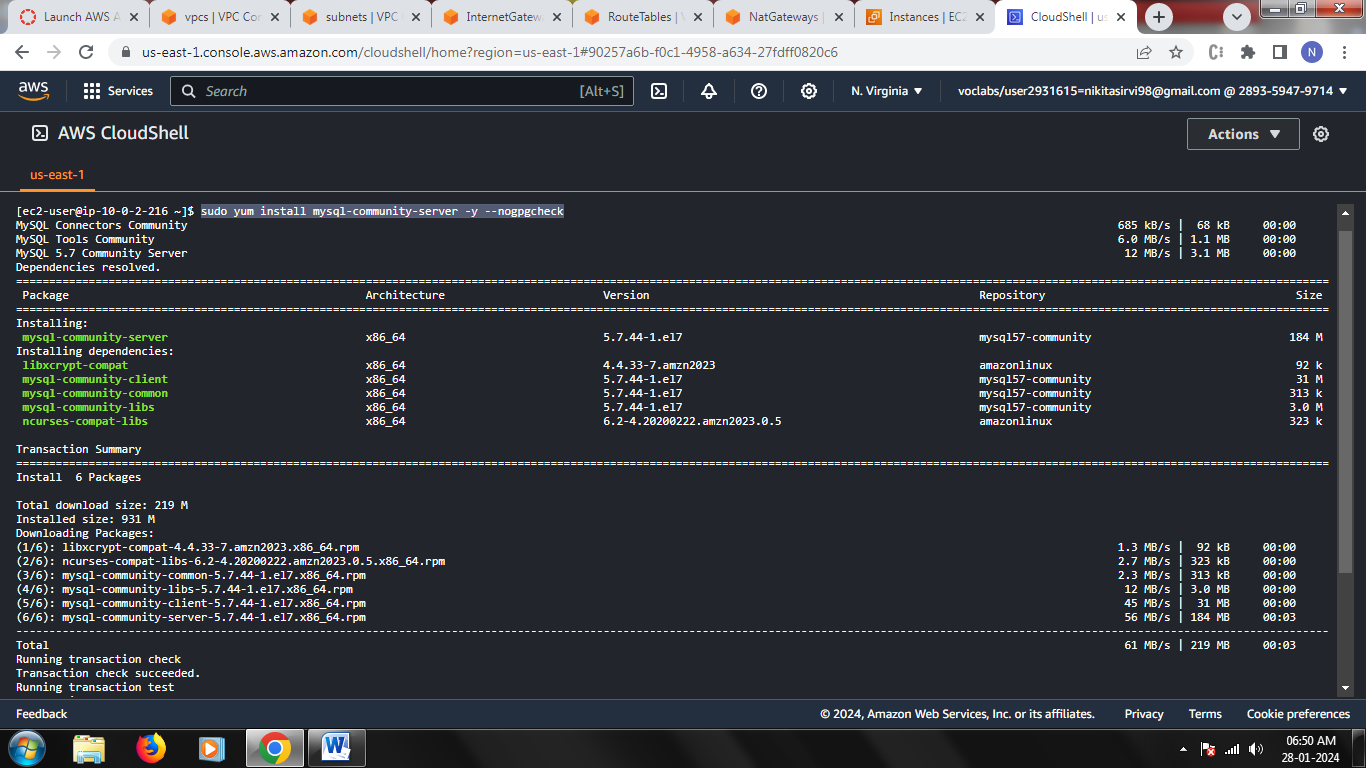 Launch AWS A
vpcs | VPC Con
subnets | VPC
InternetGatew
RouteTables |
NatGateways |
Instances | EC2
CloudShell | us
us-east-1.console.aws.amazon.com/cloudshell/home?region=us-east-1#90257a6b-f0c1-4958-a634-27fdff0820c6
N
aws
Services
Search
[Alt+S]
N. Virginia
voclabs/user2931615=nikitasirvi98@gmail.com @ 2893-5947-9714
AWS CloudShell
Actions
us-east-1
[ec2-user@ip-10-0-2-216 ~]$ sudo yum install mysql-community-server -y --nogpgcheck
MySQL Connectors Community 685 kB/s | 68 kB 00:00
MySQL Tools Community 6.0 MB/s | 1.1 MB 00:00
MySQL 5.7 Community Server 12 MB/s | 3.1 MB 00:00
Dependencies resolved.
Package Architecture Version Repository Size
Installing:
mysql-community-server x86_64 5.7.44-1.el7 mysql57-community 184 M
Installing dependencies:
libxcrypt-compat x86_64 4.4.33-7.amzn2023 amazonlinux 92 k
mysql-community-client x86_64 5.7.44-1.el7 mysql57-community 31 M
mysql-community-common x86_64 5.7.44-1.el7 mysql57-community 313 k
mysql-community-libs x86_64 5.7.44-1.el7 mysql57-community 3.0 M
ncurses-compat-libs x86_64 6.2-4.20200222.amzn2023.0.5 amazonlinux 323 k
Transaction Summary
Install 6 Packages
Total download size: 219 M
Installed size: 931 M
Downloading Packages:
(1/6): libxcrypt-compat-4.4.33-7.amzn2023.x86_64.rpm 1.3 MB/s | 92 kB 00:00
(2/6): ncurses-compat-libs-6.2-4.20200222.amzn2023.0.5.x86_64.rpm 2.7 MB/s | 323 kB 00:00
(3/6): mysql-community-common-5.7.44-1.el7.x86_64.rpm 2.3 MB/s | 313 kB 00:00
(4/6): mysql-community-libs-5.7.44-1.el7.x86_64.rpm 12 MB/s | 3.0 MB 00:00
(5/6): mysql-community-client-5.7.44-1.el7.x86_64.rpm 45 MB/s | 31 MB 00:00
(6/6): mysql-community-server-5.7.44-1.el7.x86_64.rpm 56 MB/s | 184 MB 00:03
Total 61 MB/s | 219 MB 00:03
Running transaction check
Transaction check succeeded.
Running transaction test
Feedback
© 2024, Amazon Web Services, Inc. or its affiliates.
Privacy
Terms
Cookie preferences
06:50 AM
28-01-2024